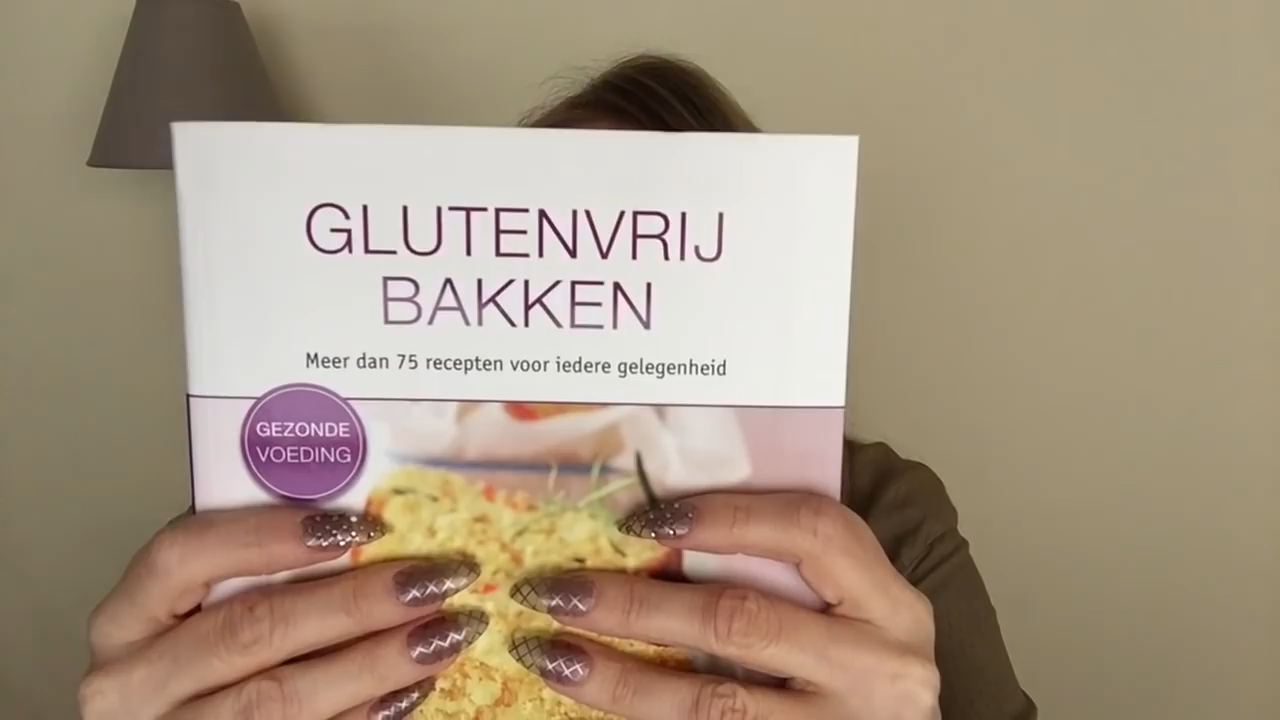 GLUTENVRIJ
BAKKEN
Meer dan 75 recepten voor iedere gelegenheid
GEZONDE
VOEDING